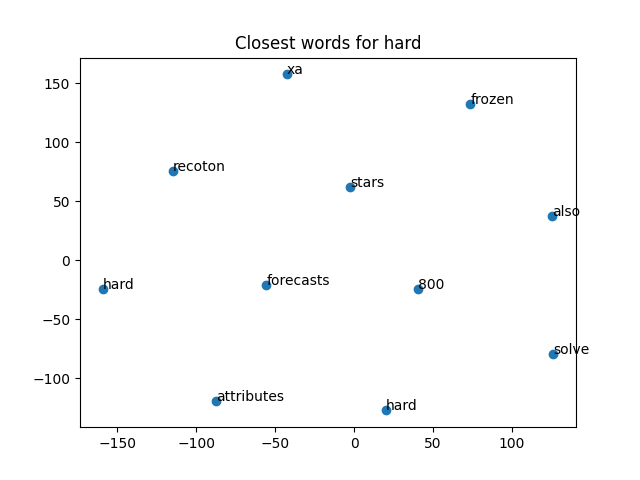 Closest words for hard
xa
frozen
recoton
stars
also
hard
forecasts
800
solve
attributes
hard
150
100
50
0
−50
−100
−150 −100 −50 0 50 100